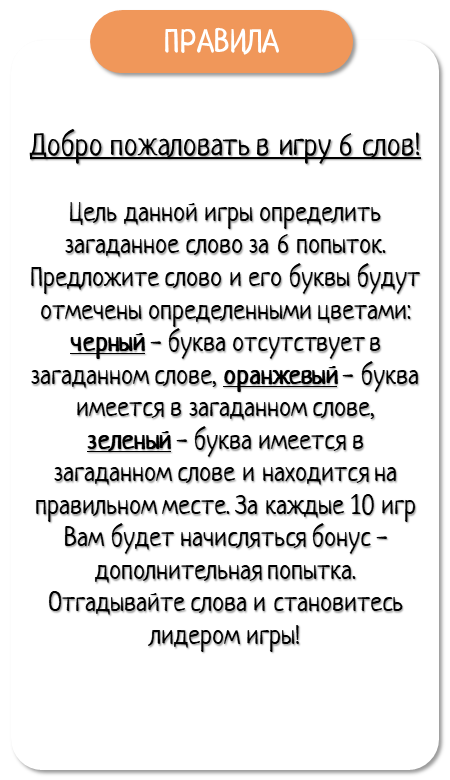 ПРАВИЛА
Добро пожаловать в игру 6 слов!
Цель данной игры определить
загаданное слово за 6 попыток.
Предложите слово и его буквы будут
отмечены определенными цветами:
черный - буква отсутствует в
загаданном слове, оранжевый - буква
имеется в загаданном слове,
зеленый - буква имеется в
загаданном слове и находится на
правильном месте. За каждые 10 игр
Вам будет начисляться бонус -
дополнительная попытка.
Отгадывайте слова и становитесь
лидером игры!